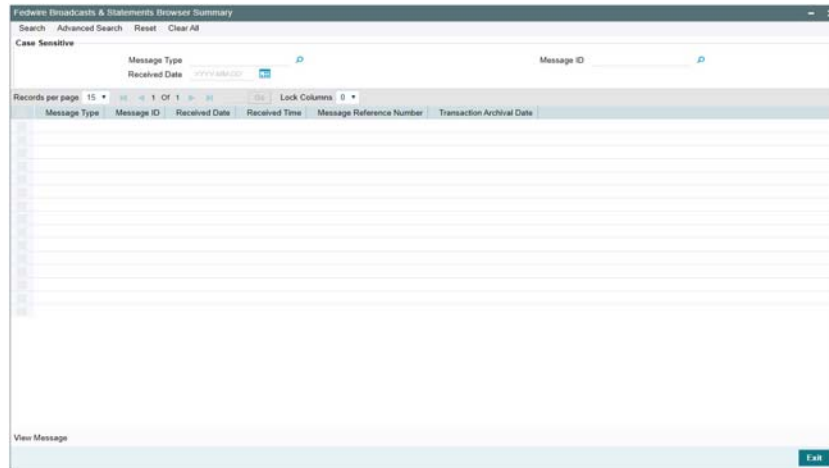 Fedwire Broadcasts & Statements Browser Summary
Search Advanced Search Reset Clear All
Case Sensitive
Message Type Message ID
Received Date YYYY-MM-DD
Records per page 15 1 Of 1 Go Lock Columns 0
Message Type Message ID Received Date Received Time Message Reference Number Transaction Archival Date
View Message
Exit